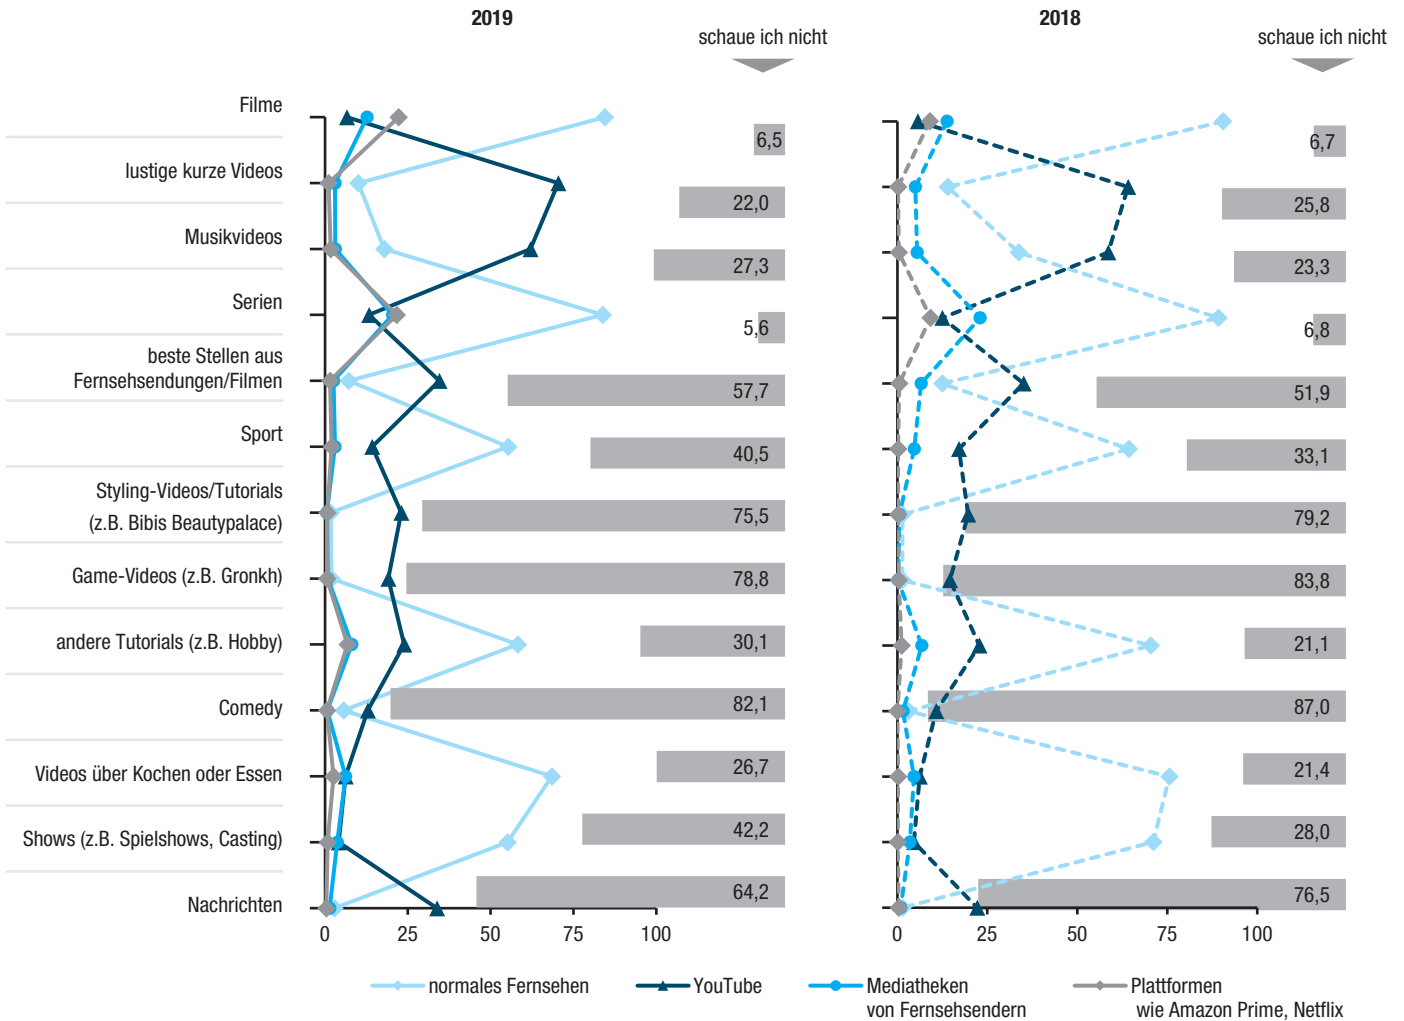 2019
2018
schaue ich nicht
schaue ich nicht
Filme
6,5
6,7
lustige kurze Videos
22,0
25,8
Musikvideos
27,3
23,3
Serien
5,6
6,8
beste Stellen aus
Fernsehsendungen/Filmen
57,7
51,9
Sport
40,5
33,1
Styling-Videos/Tutorials
(z.B. Bibis Beautypalace)
75,5
79,2
Game-Videos (z.B. Gronkh)
78,8
83,8
andere Tutorials (z.B. Hobby)
30,1
21,1
Comedy
82,1
87,0
Videos über Kochen oder Essen
26,7
21,4
Shows (z.B. Spielshows, Casting)
42,2
28,0
Nachrichten
64,2
76,5
0 25 50 75 100
0 25 50 75 100
normales Fernsehen
YouTube
Mediatheken
von Fernsehsendern
Plattformen
wie Amazon Prime, Netflix